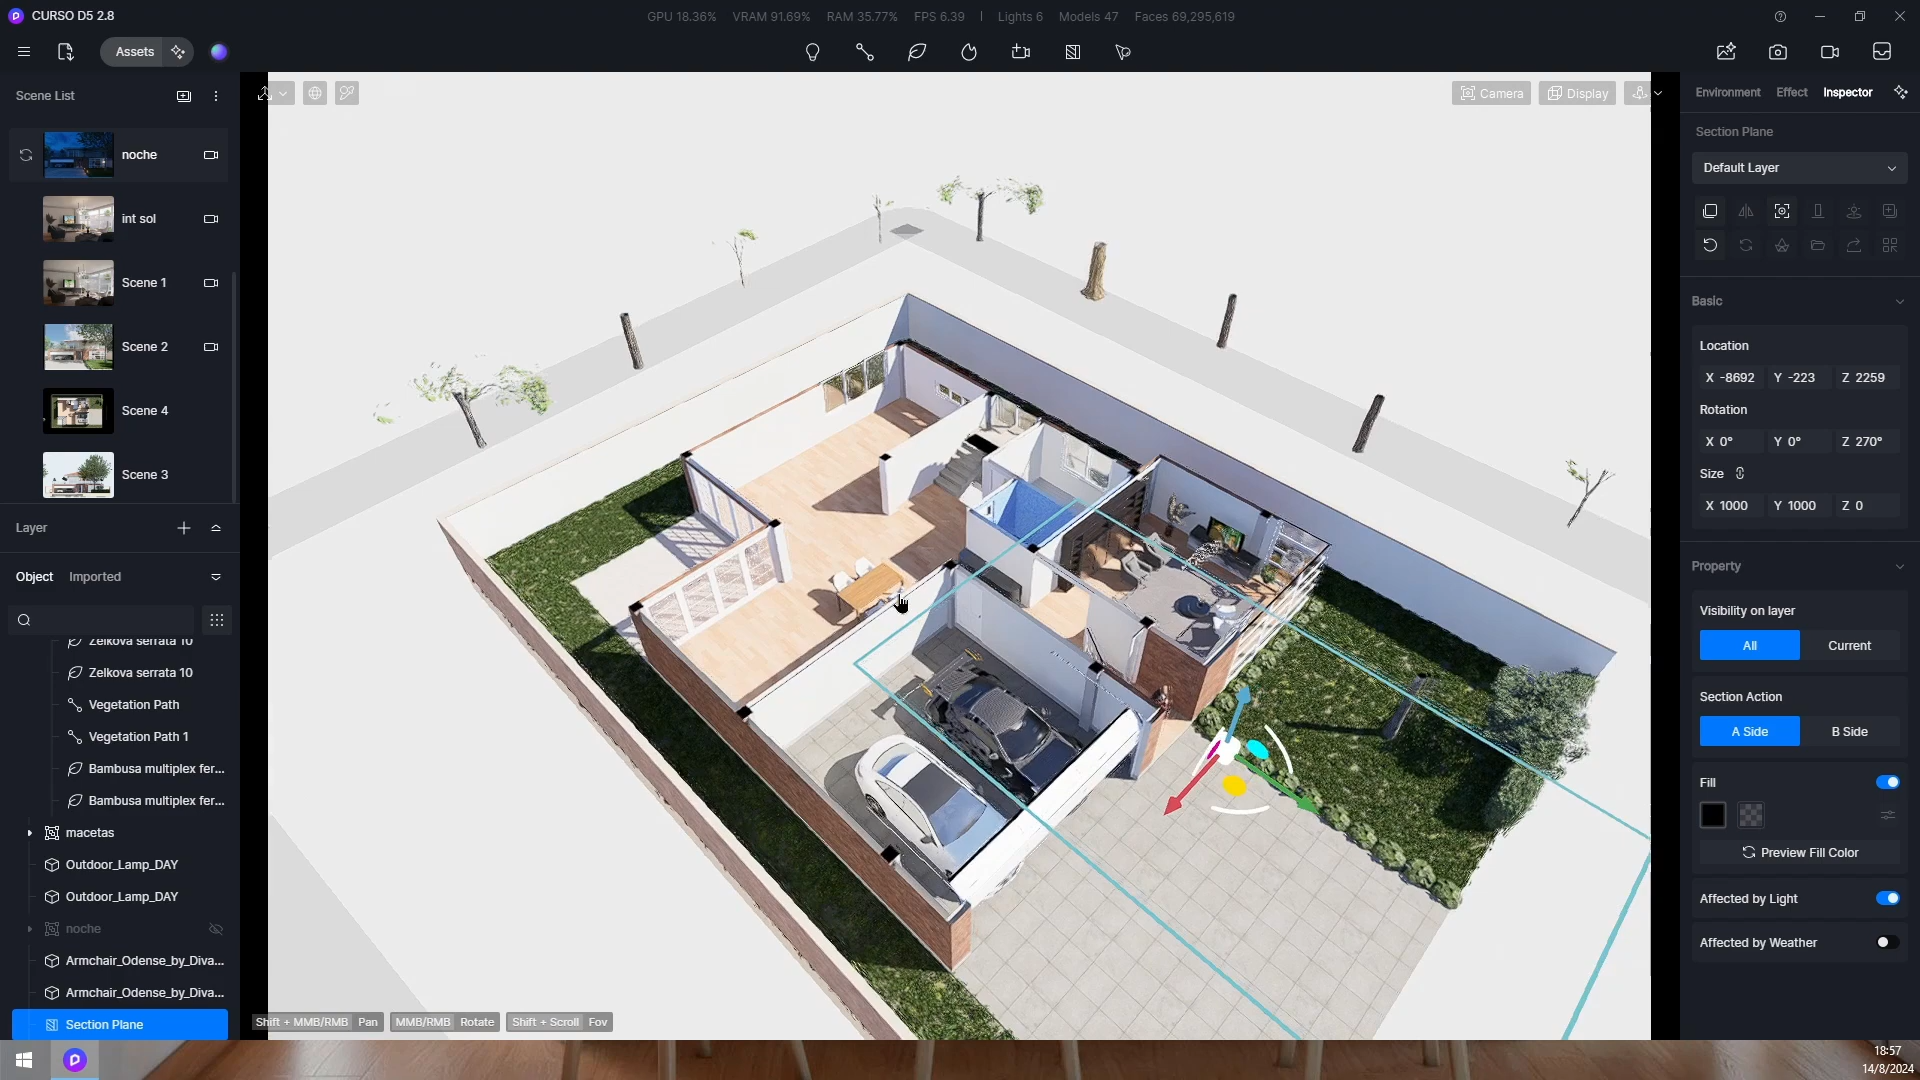 CURSO D5 2.8
GPU 18.36% VRAM 91.69% RAM 35.77% FPS 6.39 | Lights 6 Models 47 Faces 69,295,619
Assets
Scene List
noche
int sol
Scene 1
Scene 2
Scene 4
Scene 3
Layer
Object Imported
Zelkova serrata 10
Zelkova serrata 10
Vegetation Path
Vegetation Path 1
Bambusa multiplex fer...
Bambusa multiplex fer...
macetas
Outdoor_Lamp_DAY
Outdoor_Lamp_DAY
noche
Armchair_Odense_by_Diva...
Armchair_Odense_by_Diva...
Section Plane
Camera Display
Shift + MMB/RMB Pan MMB/RMB Rotate Shift + Scroll Fov
Environment Effect Inspector
Section Plane
Default Layer
Basic
Location
X -8692 Y -223 Z 2259
Rotation
X 0° Y 0° Z 270°
Size
X 1000 Y 1000 Z 0
Property
Visibility on layer
All Current
Section Action
A Side B Side
Fill
Preview Fill Color
Affected by Light
Affected by Weather
18:57
14/8/2024